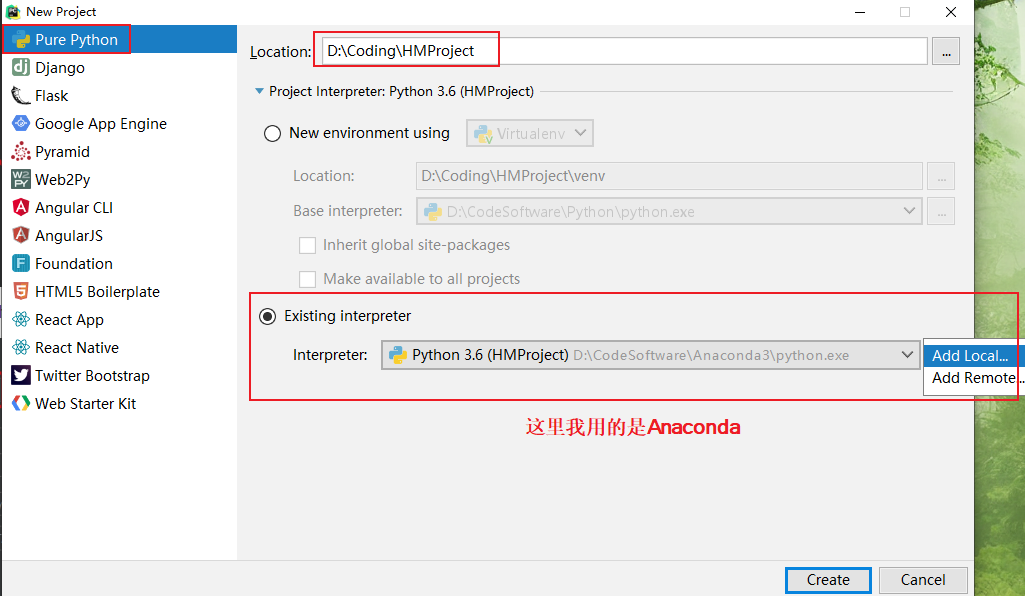 New Project
Pure Python
Django
Flask
Google App Engine
Pyramid
Web2Py
Angular CLI
AngularJS
Foundation
HTML5 Boilerplate
React App
React Native
Twitter Bootstrap
Web Starter Kit
Location: D:\Coding\HMProject ...
Project Interpreter: Python 3.6 (HMProject)
New environment using Virtualenv
Location: D:\Coding\HMProject\venv ...
Base interpreter: D:\CodeSoftware\Python\python.exe ...
Inherit global site-packages
Make available to all projects
Existing interpreter
Interpreter: Python 3.6 (HMProject) D:\CodeSoftware\Anaconda3\python.exe
Add Local...
Add Remote...
这里我用的是Anaconda
Create Cancel